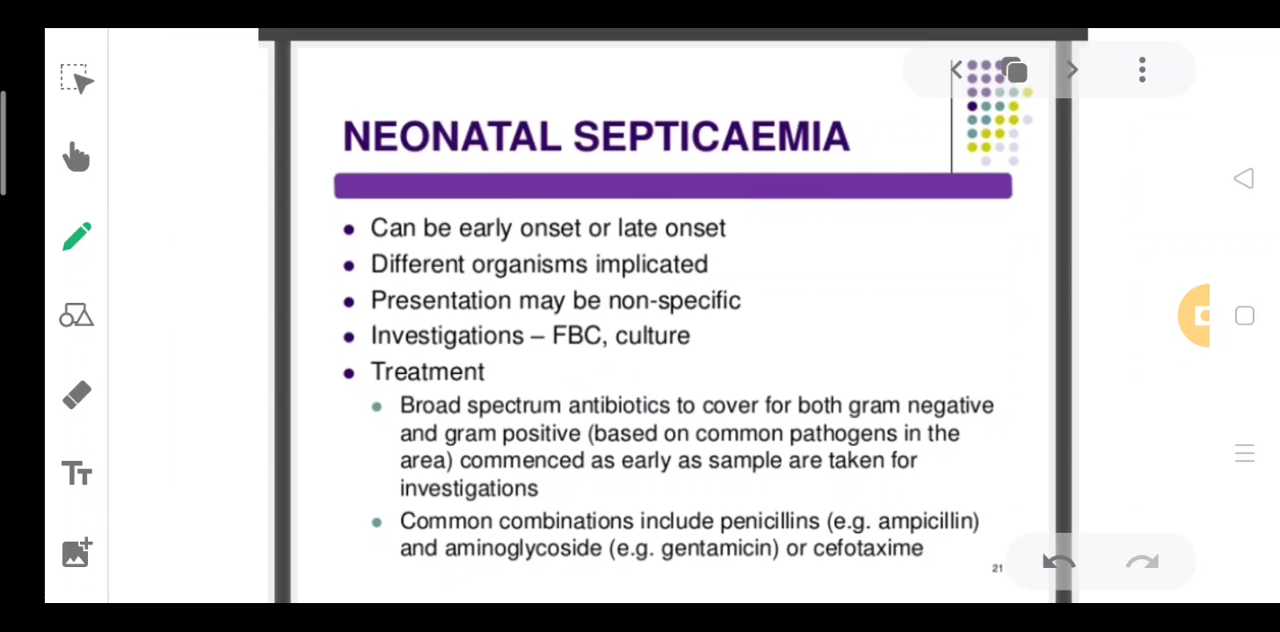 NEONATAL SEPTICAEMIA
• Can be early onset or late onset
• Different organisms implicated
• Presentation may be non-specific
• Investigations – FBC, culture
• Treatment
• Broad spectrum antibiotics to cover for both gram negative
and gram positive (based on common pathogens in the
area) commenced as early as sample are taken for
investigations
• Common combinations include penicillins (e.g. ampicillin)
and aminoglycoside (e.g. gentamicin) or cefotaxime
21
TT